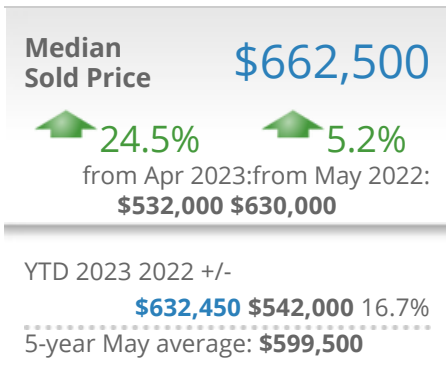 Median
Sold Price
$662,500
24.5%
5.2%
from Apr 2023:from May 2022:
$532,000 $630,000
YTD 2023 2022 +/-
$632,450 $542,000 16.7%
5-year May average: $599,500